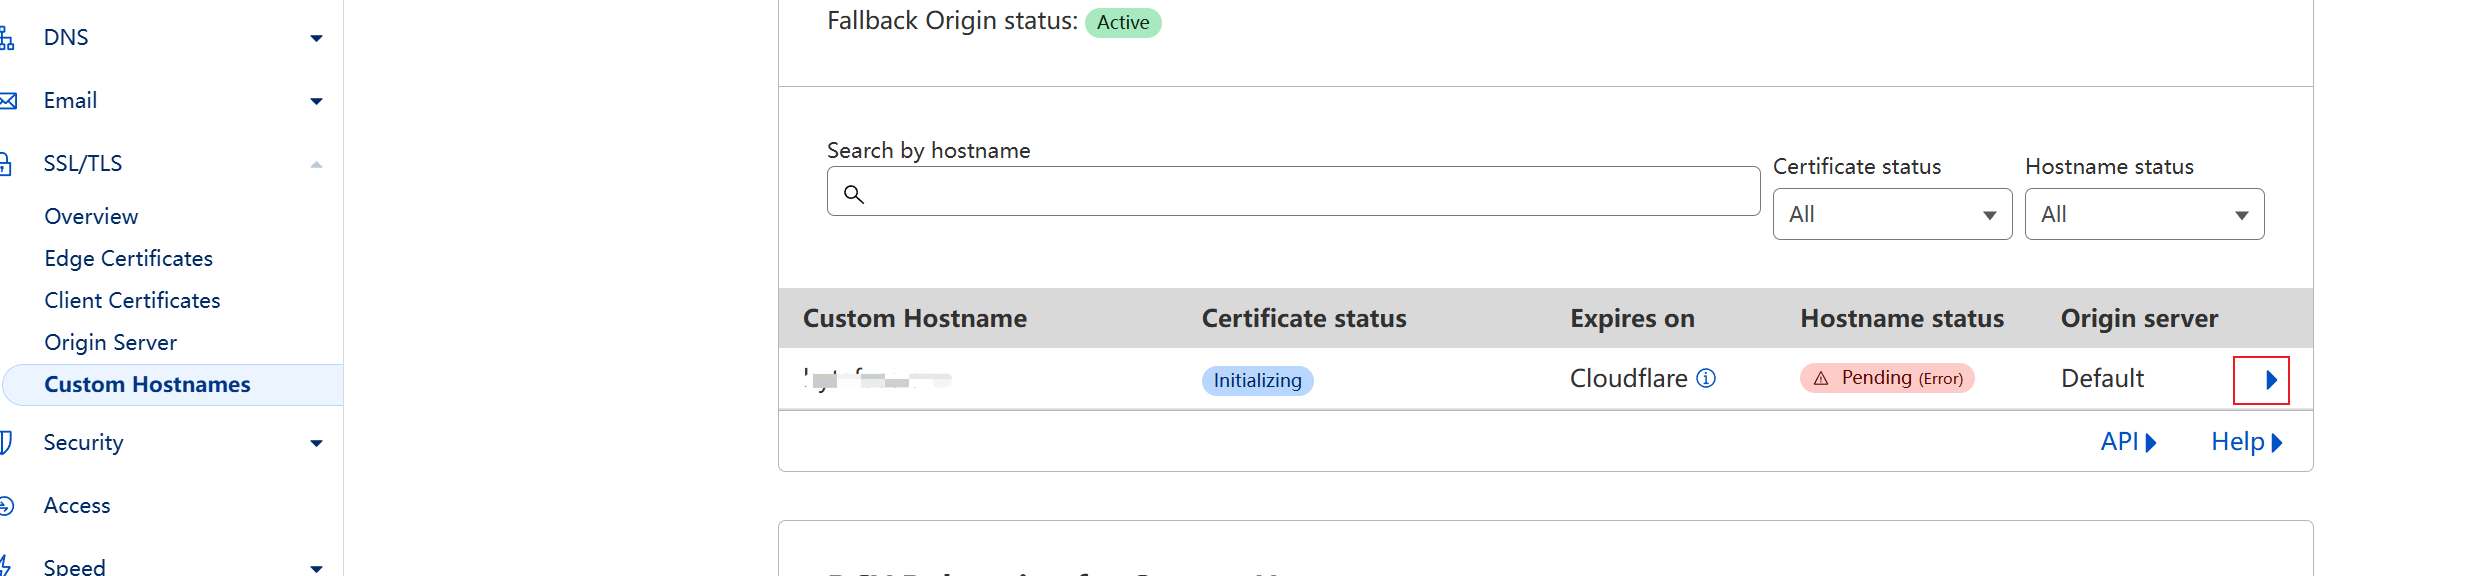 DNS
Email
SSL/TLS
Overview
Edge Certificates
Client Certificates
Origin Server
Custom Hostnames
Security
Access
Speed
Fallback Origin status: Active
Search by hostname
Certificate status
All
Hostname status
All
Custom Hostname Certificate status Expires on Hostname status Origin server
Initializing Cloudflare Pending (Error) Default
API Help